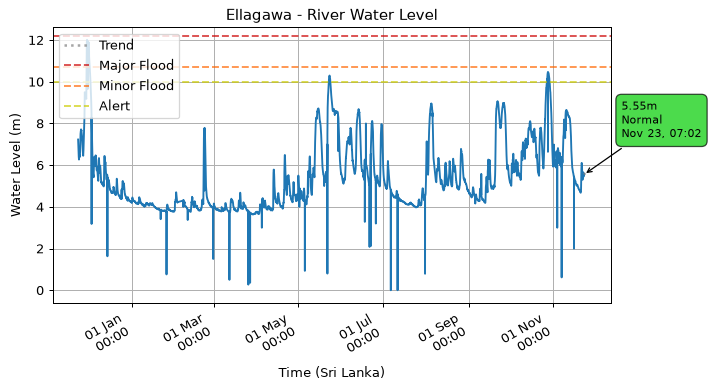 Ellagawa - River Water Level
Trend
Major Flood
Minor Flood
Alert
5.55m
Normal
Nov 23, 07:02
Water Level (m)
12
10
8
6
4
2
0
01 Jan
00:00
01 Mar
00:00
01 May
00:00
01 Jul
00:00
01 Sep
00:00
01 Nov
00:00
Time (Sri Lanka)